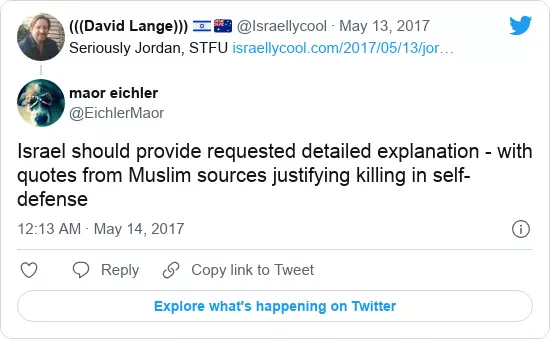 (((David Lange))) 🇮🇱 🇦🇺 @Israellycool · May 13, 2017
Seriously Jordan, STFU israellycool.com/2017/05/13/jor…
maor eichler
@EichlerMaor
Israel should provide requested detailed explanation - with
quotes from Muslim sources justifying killing in self-
defense
12:13 AM · May 14, 2017
Reply
Copy link to Tweet
Explore what's happening on Twitter